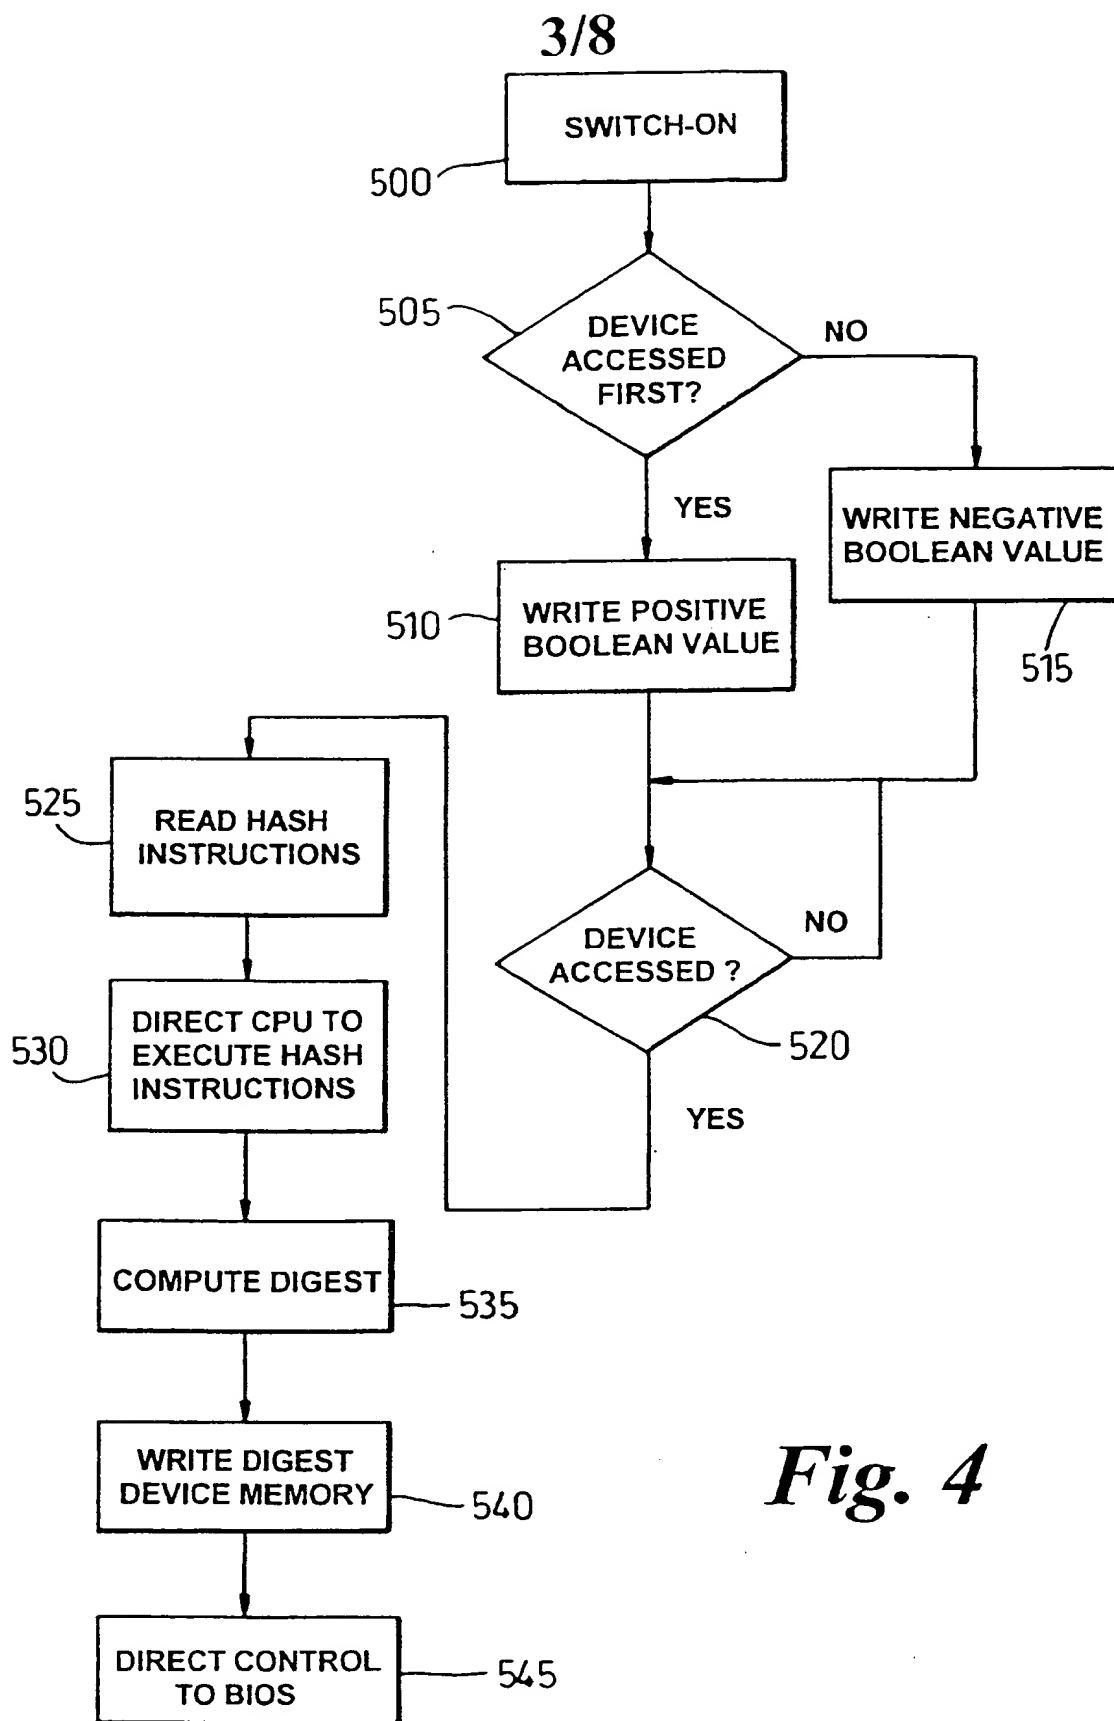 3/8
SWITCH-ON
500
505
DEVICE
ACCESSED
FIRST?
NO
YES
WRITE NEGATIVE
BOOLEAN VALUE
515
510
WRITE POSITIVE
BOOLEAN VALUE
525
READ HASH
INSTRUCTIONS
DEVICE
ACCESSED ?
NO
520
YES
530
DIRECT CPU TO
EXECUTE HASH
INSTRUCTIONS
COMPUTE DIGEST
535
WRITE DIGEST
DEVICE MEMORY
540
Fig. 4
DIRECT CONTROL
TO BIOS
545